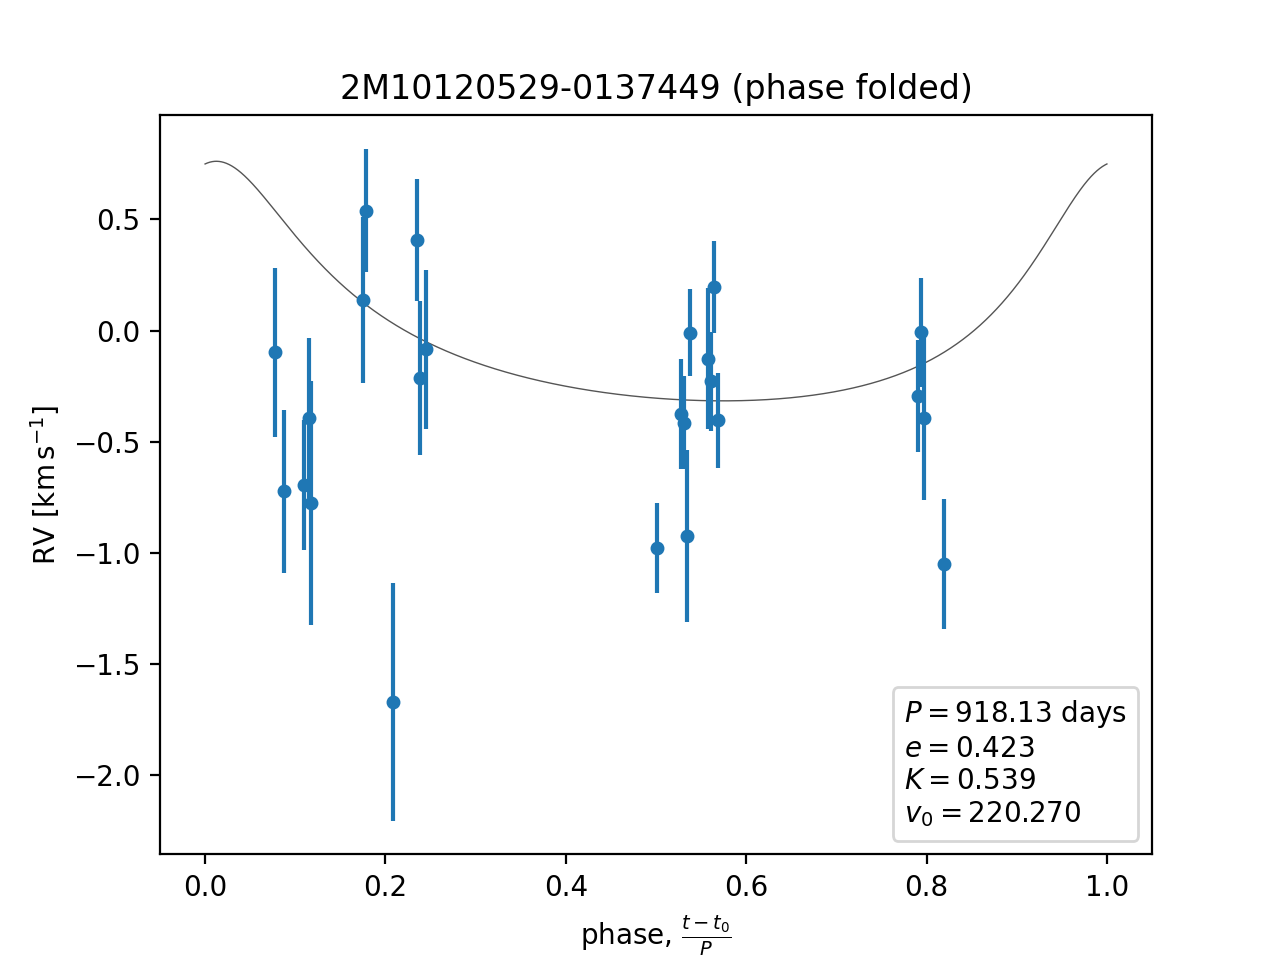 2M10120529-0137449 (phase folded)
RV [km s⁻¹]
0.5
0.0
−0.5
−1.0
−1.5
−2.0
P = 918.13 days
e = 0.423
K = 0.539
v₀ = 220.270
0.0 0.2 0.4 0.6 0.8 1.0
phase, (t − t₀)/P